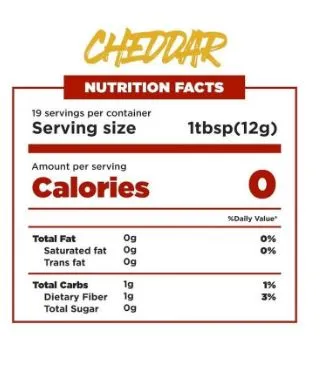 CHEDDAR
NUTRITION FACTS
19 servings per container
Serving size 1tbsp(12g)
Amount per serving
Calories 0
%Daily Value*
Total Fat 0g 0%
Saturated fat 0g 0%
Trans fat 0g
Total Carbs 1g 1%
Dietary Fiber 1g 3%
Total Sugar 0g